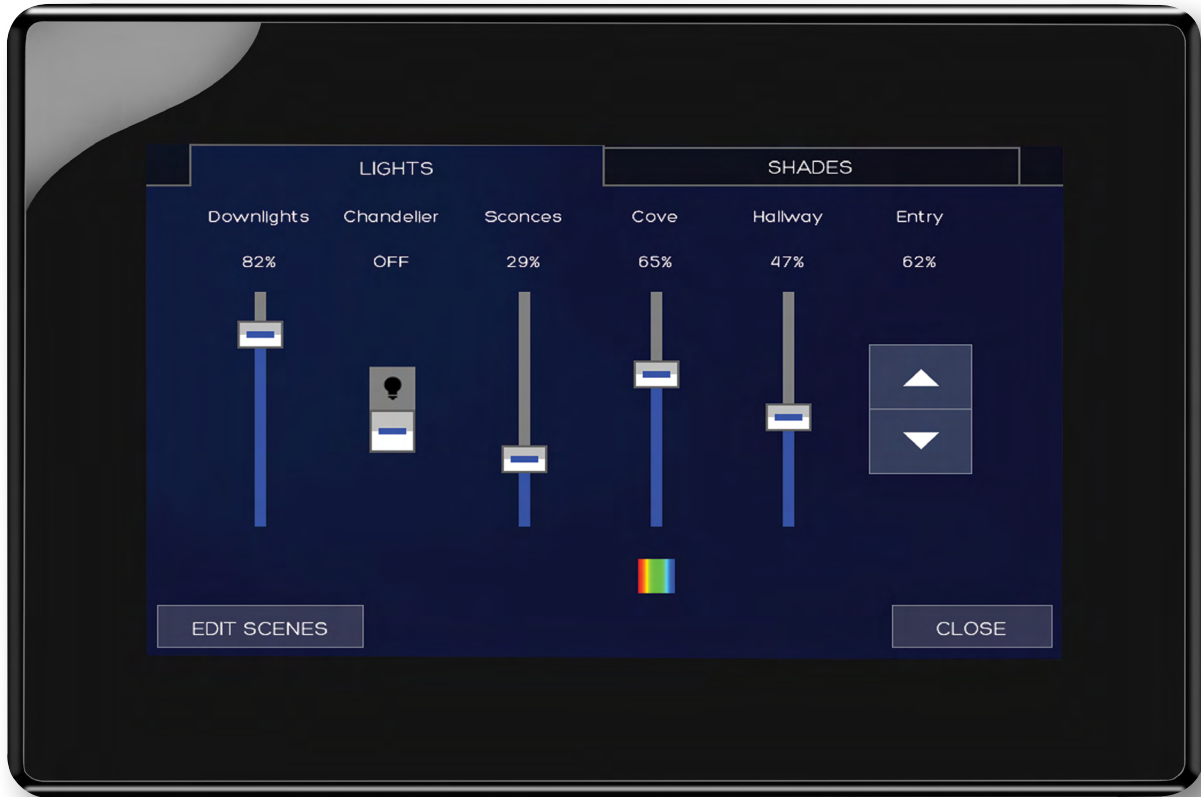 LIGHTS SHADES
Downlights Chandelier Sconces Cove Hallway Entry
82% OFF 29% 65% 47% 62%
EDIT SCENES CLOSE